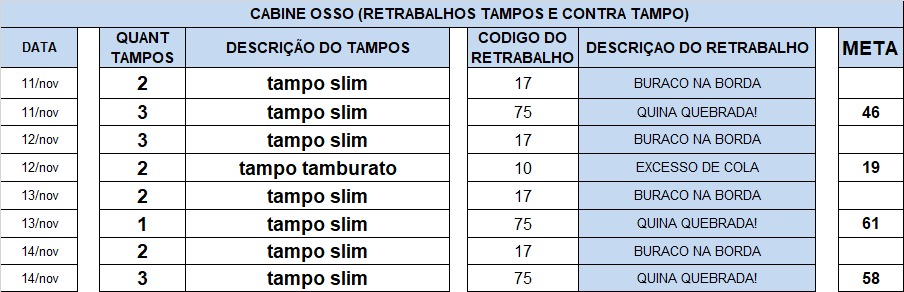 CABINE OSSO (RETRABALHOS TAMPOS E CONTRA TAMPO)
DATA QUANT TAMPOS DESCRIÇÃO DO TAMPOS CODIGO DO RETRABALHO DESCRIÇAO DO RETRABALHO META
11/nov 2 tampo slim 17 BURACO NA BORDA
11/nov 3 tampo slim 75 QUINA QUEBRADA! 46
12/nov 3 tampo slim 17 BURACO NA BORDA
12/nov 2 tampo tamburato 10 EXCESSO DE COLA 19
13/nov 2 tampo slim 17 BURACO NA BORDA
13/nov 1 tampo slim 75 QUINA QUEBRADA! 61
14/nov 2 tampo slim 17 BURACO NA BORDA
14/nov 3 tampo slim 75 QUINA QUEBRADA! 58